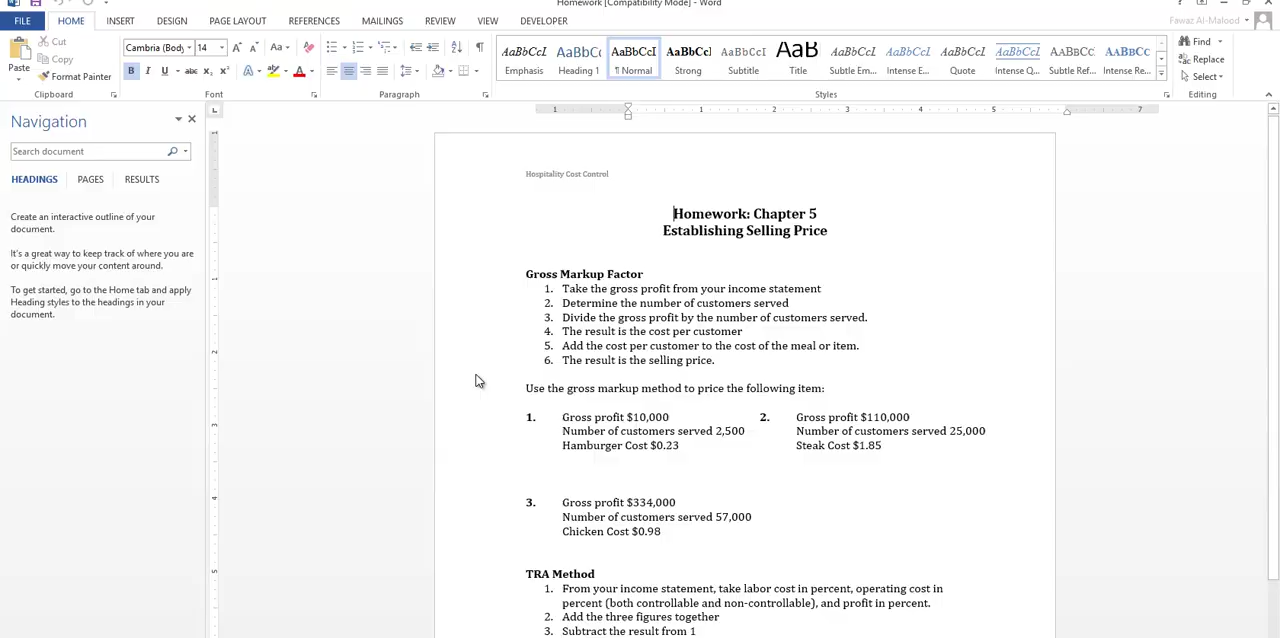 Homework [Compatibility Mode] - Word
FILE HOME INSERT DESIGN PAGE LAYOUT REFERENCES MAILINGS REVIEW VIEW DEVELOPER
Fawaz Al-Malood
Paste
Cut
Copy
Format Painter
Clipboard
Cambria (Body 14
Font
Paragraph
AaBbCcI AaBbC AaBbCcI AaBbCcI AaBbCcI AaB AaBbCcI AaBbCcI AaBbCcI AaBbCcI AABBCC AABBCC
Emphasis Heading 1 ¶ Normal Strong Subtitle Title Subtle Em... Intense E... Quote Intense Q... Subtle Ref... Intense Re...
Styles
Find
Replace
Select
Editing
1 1 2 3 4 5 7
Navigation
Search document
HEADINGS PAGES RESULTS
Create an interactive outline of your
document.
It's a great way to keep track of where you are
or quickly move your content around.
To get started, go to the Home tab and apply
Heading styles to the headings in your
document.
Hospitality Cost Control
Homework: Chapter 5
Establishing Selling Price
Gross Markup Factor
1. Take the gross profit from your income statement
2. Determine the number of customers served
3. Divide the gross profit by the number of customers served.
4. The result is the cost per customer
5. Add the cost per customer to the cost of the meal or item.
6. The result is the selling price.
Use the gross markup method to price the following item:
1. Gross profit $10,000
Number of customers served 2,500
Hamburger Cost $0.23
2. Gross profit $110,000
Number of customers served 25,000
Steak Cost $1.85
3. Gross profit $334,000
Number of customers served 57,000
Chicken Cost $0.98
TRA Method
1. From your income statement, take labor cost in percent, operating cost in
percent (both controllable and non-controllable), and profit in percent.
2. Add the three figures together
3. Subtract the result from 1